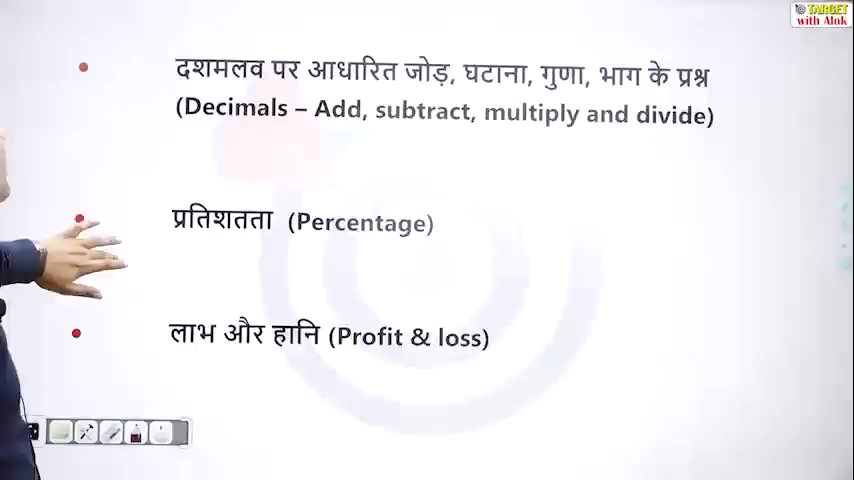 TARGET
with Alok
दशमलव पर आधारित जोड़, घटाना, गुणा, भाग के प्रश्न
(Decimals – Add, subtract, multiply and divide)
प्रतिशतता (Percentage)
लाभ और हानि (Profit & loss)